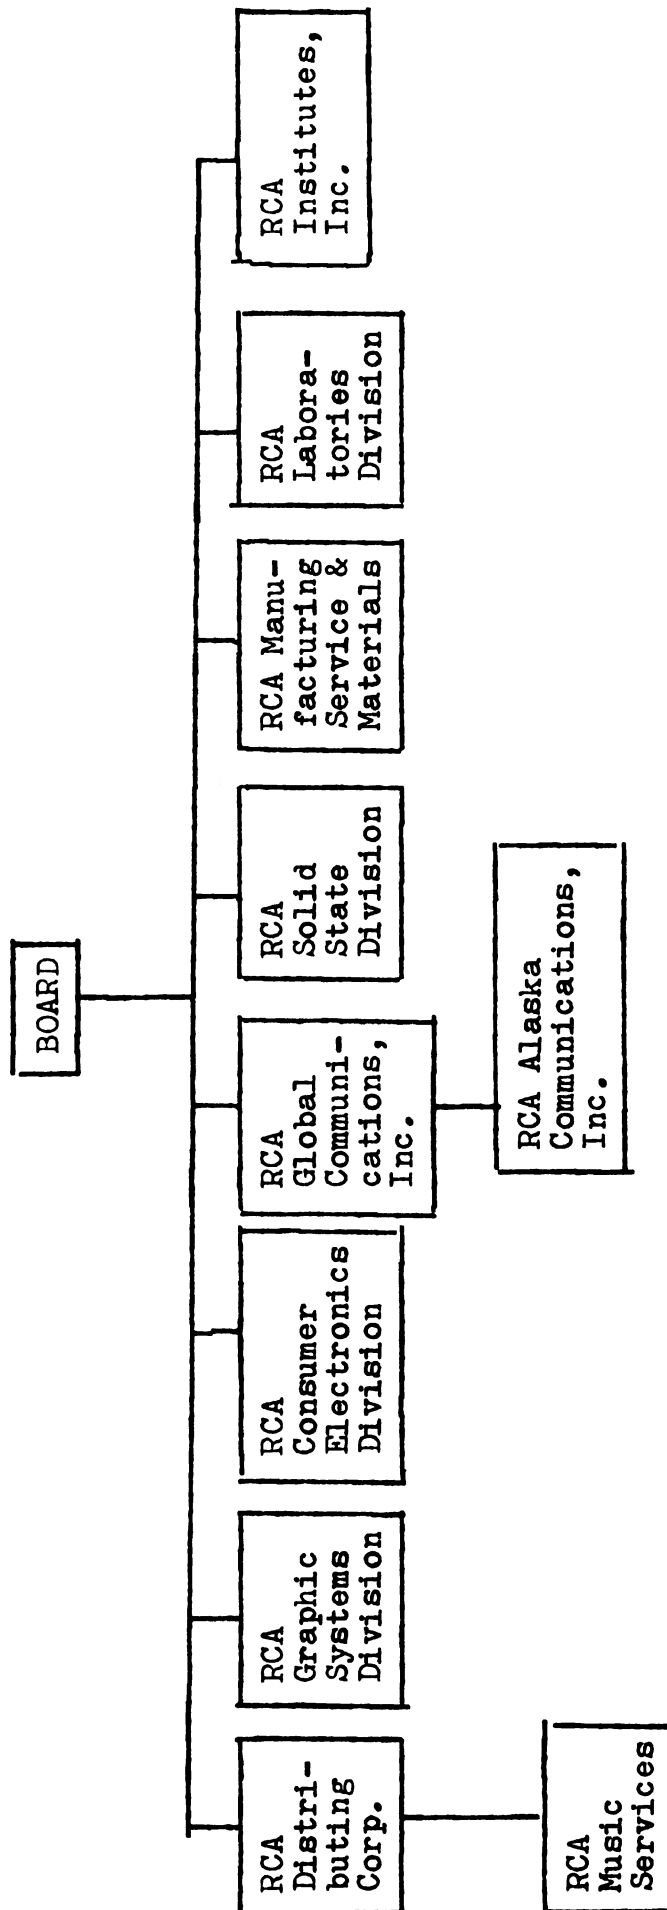 BOARD
RCA
Distri-
buting
Corp.
RCA
Graphic
Systems
Division
RCA
Consumer
Electronics
Division
RCA
Global
Communi-
cations,
Inc.
RCA
Solid
State
Division
RCA Manu-
facturing
Service &
Materials
RCA
Labora-
tories
Division
RCA
Institutes,
Inc.
RCA
Music
Services
RCA Alaska
Communications,
Inc.